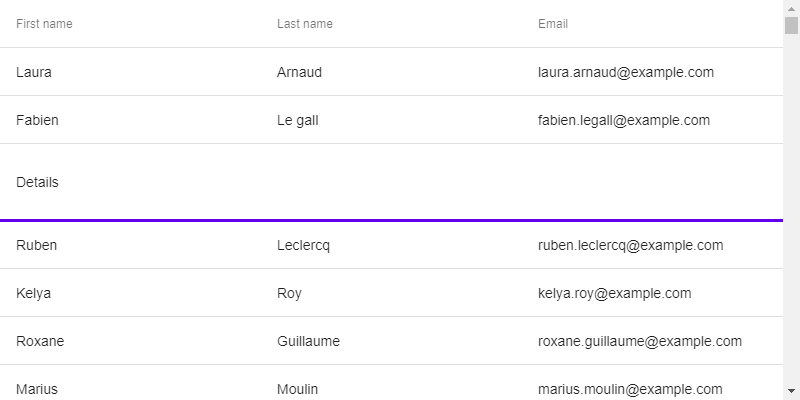 First name Last name Email
Laura Arnaud laura.arnaud@example.com
Fabien Le gall fabien.legall@example.com
Details
Ruben Leclercq ruben.leclercq@example.com
Kelya Roy kelya.roy@example.com
Roxane Guillaume roxane.guillaume@example.com
Marius Moulin marius.moulin@example.com